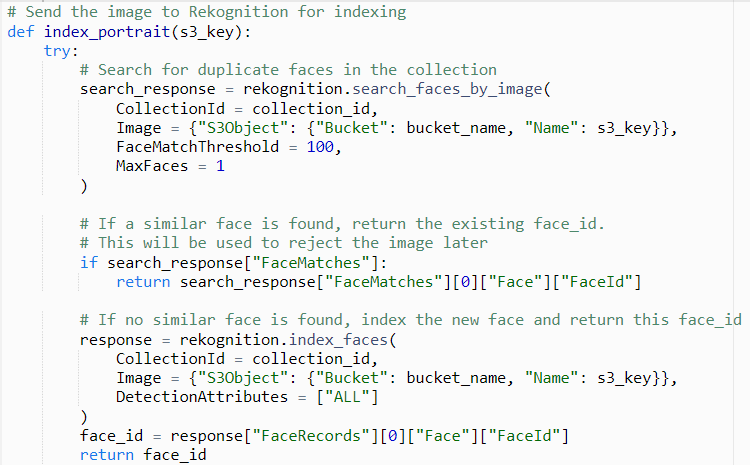 # Send the image to Rekognition for indexing
def index_portrait(s3_key):
    try:
        # Search for duplicate faces in the collection
        search_response = rekognition.search_faces_by_image(
            CollectionId = collection_id,
            Image = {"S3Object": {"Bucket": bucket_name, "Name": s3_key}},
            FaceMatchThreshold = 100,
            MaxFaces = 1
        )

        # If a similar face is found, return the existing face_id.
        # This will be used to reject the image later
        if search_response["FaceMatches"]:
            return search_response["FaceMatches"][0]["Face"]["FaceId"]

        # If no similar face is found, index the new face and return this face_id
        response = rekognition.index_faces(
            CollectionId = collection_id,
            Image = {"S3Object": {"Bucket": bucket_name, "Name": s3_key}},
            DetectionAttributes = ["ALL"]
        )
        face_id = response["FaceRecords"][0]["Face"]["FaceId"]
        return face_id